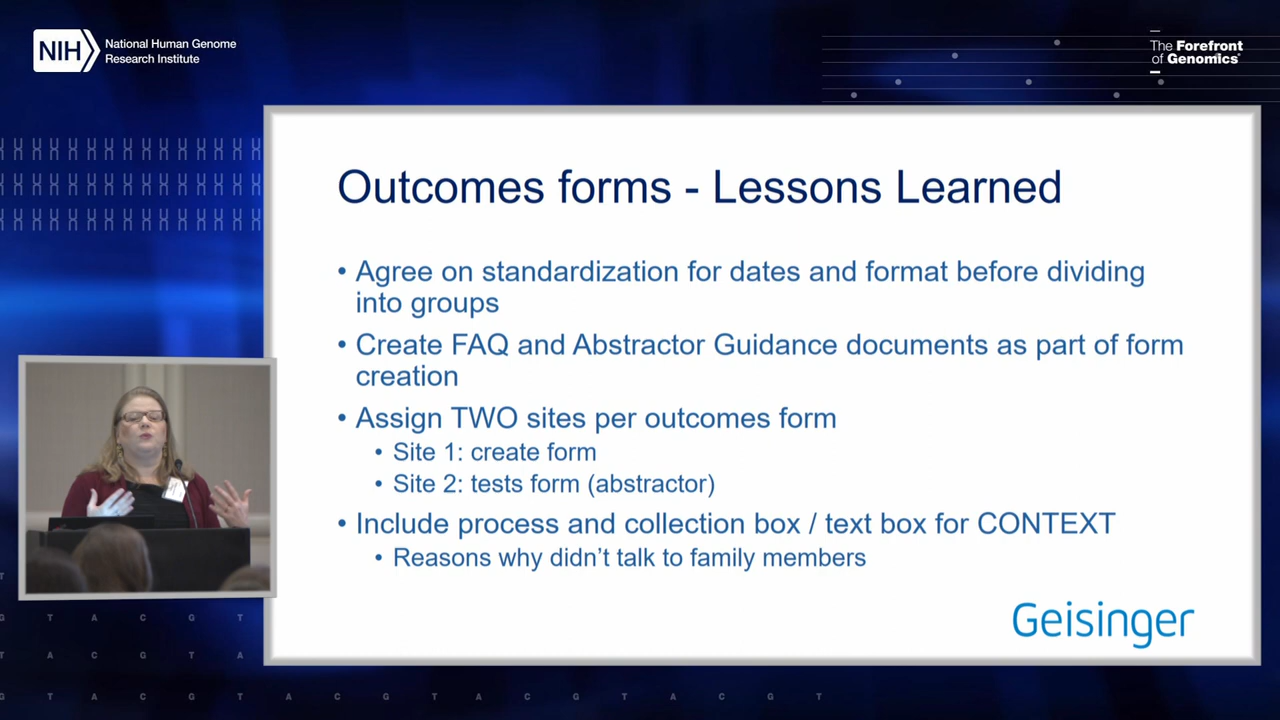 NIH
National Human Genome
Research Institute
The Forefront
of Genomics®
Outcomes forms - Lessons Learned
• Agree on standardization for dates and format before dividing
into groups
• Create FAQ and Abstractor Guidance documents as part of form
creation
• Assign TWO sites per outcomes form
• Site 1: create form
• Site 2: tests form (abstractor)
• Include process and collection box / text box for CONTEXT
• Reasons why didn't talk to family members
Geisinger
T
G T A C G T
T A C G T A
G T A C G T A C G T A C G T A C G T